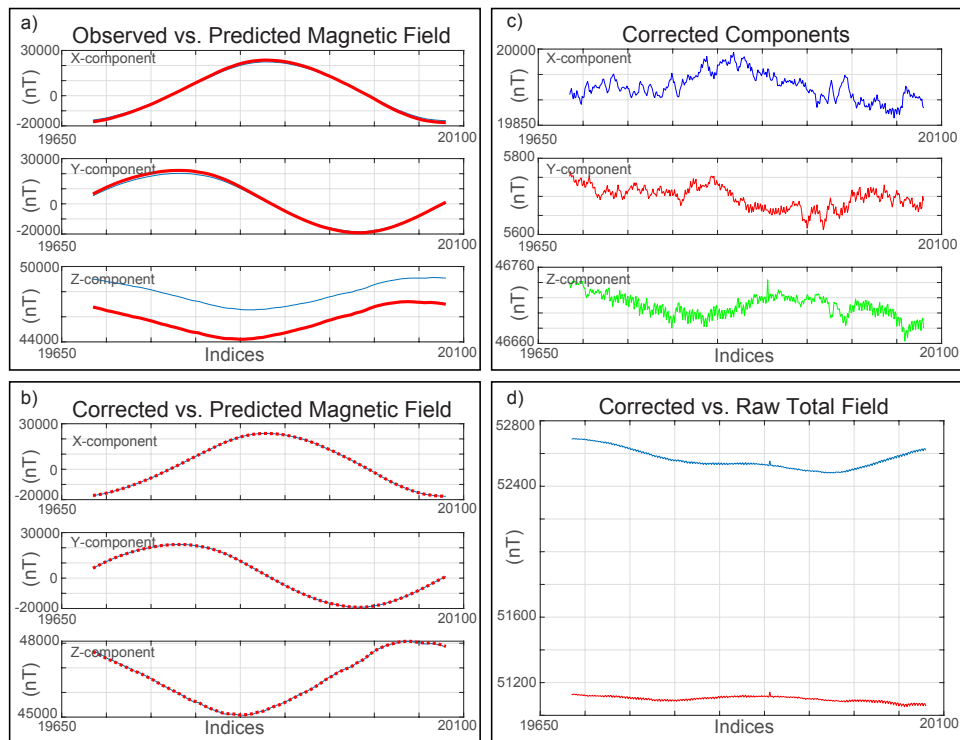 a)
Observed vs. Predicted Magnetic Field
30000
X-component
(nT)
0
-20000
19650
20100
30000
Y-component
(nT)
0
-20000
19650
20100
50000
Z-component
(nT)
44000
19650
Indices
20100
c)
Corrected Components
20000
X-component
(nT)
19850
19650
20100
5800
Y-component
(nT)
5600
19650
20100
46760
Z-component
(nT)
46660
19650
Indices
20100
b)
Corrected vs. Predicted Magnetic Field
30000
X-component
(nT)
0
-20000
19650
20100
30000
Y-component
(nT)
0
-20000
19650
20100
48000
Z-component
(nT)
45000
19650
Indices
20100
d)
Corrected vs. Raw Total Field
52800
52400
(nT)
51600
51200
19650
Indices
20100